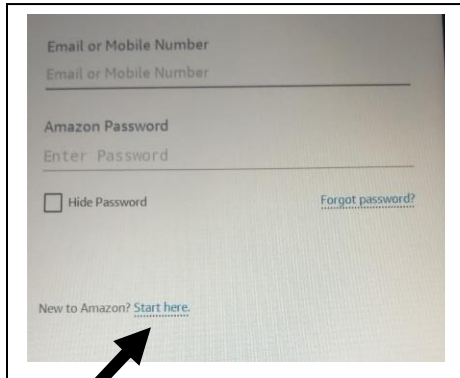 Email or Mobile Number
Email or Mobile Number
Amazon Password
Enter Password
Hide Password
Forgot password?
New to Amazon? Start here.